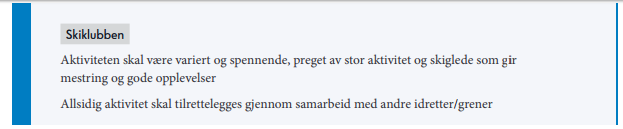 Skiklubben
Aktiviteten skal være variert og spennende, preget av stor aktivitet og skiglede som gir
mestring og gode opplevelser
Allsidig aktivitet skal tilrettelegges gjennom samarbeid med andre idretter/grener